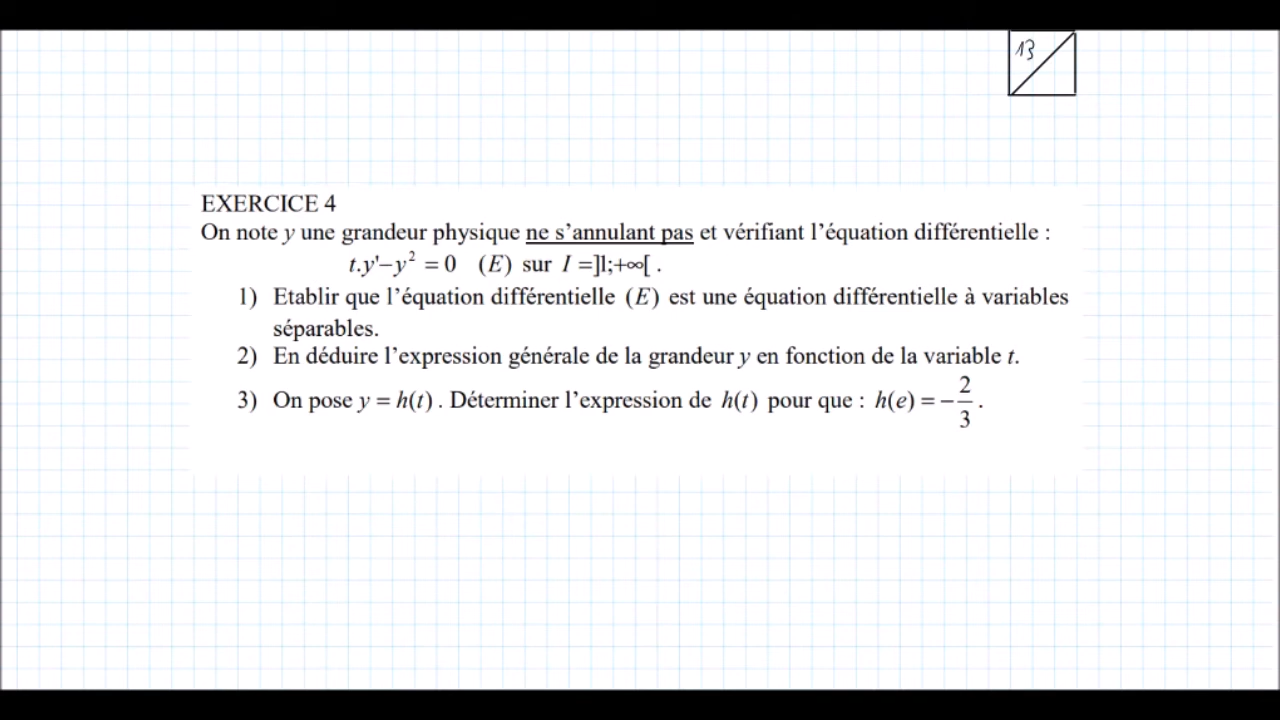 13
EXERCICE 4
On note y une grandeur physique ne s'annulant pas et vérifiant l'équation différentielle :
t.y'−y² = 0 (E) sur I =]1;+∞[ .
1) Etablir que l'équation différentielle (E) est une équation différentielle à variables
séparables.
2) En déduire l'expression générale de la grandeur y en fonction de la variable t.
3) On pose y = h(t) . Déterminer l'expression de h(t) pour que : h(e) = −2/3 .